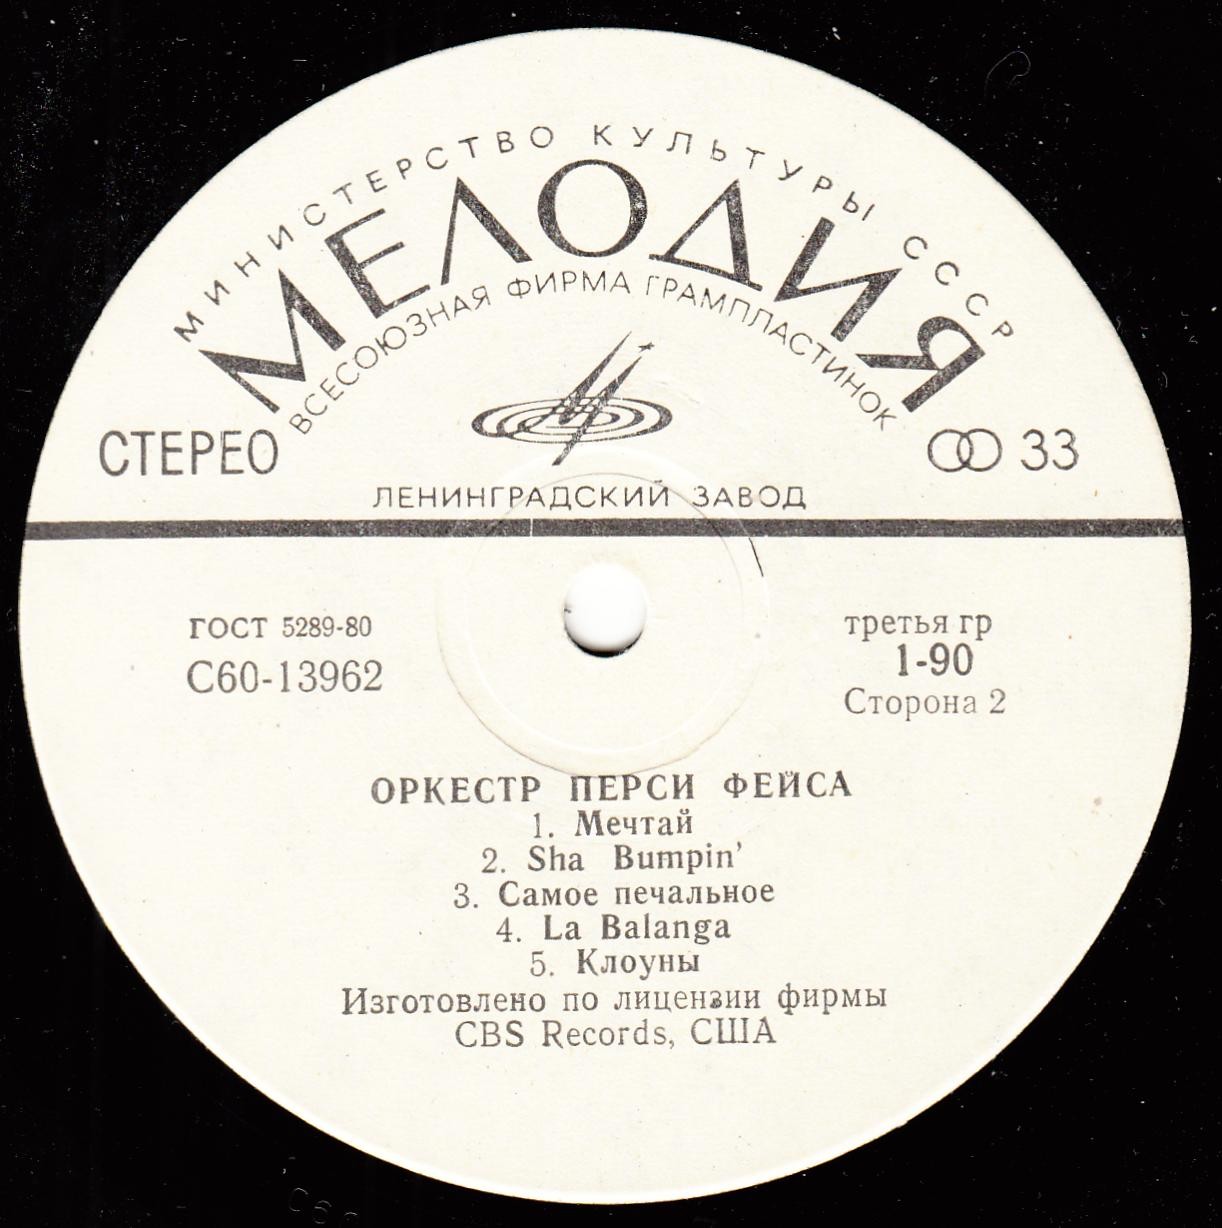 МИНИСТЕРСТВО КУЛЬТУРЫ СССР
МЕЛОДИЯ
ВСЕСОЮЗНАЯ ФИРМА ГРАМПЛАСТИНОК
СТЕРЕО
33
ЛЕНИНГРАДСКИЙ ЗАВОД
ГОСТ 5289-80
С60-13962
третья гр
1-90
Сторона 2
ОРКЕСТР ПЕРСИ ФЕЙСА
1. Мечтай
2. Sha Bumpin’
3. Самое печальное
4. La Balanga
5. Клоуны
Изготовлено по лицензии фирмы
CBS Records, США